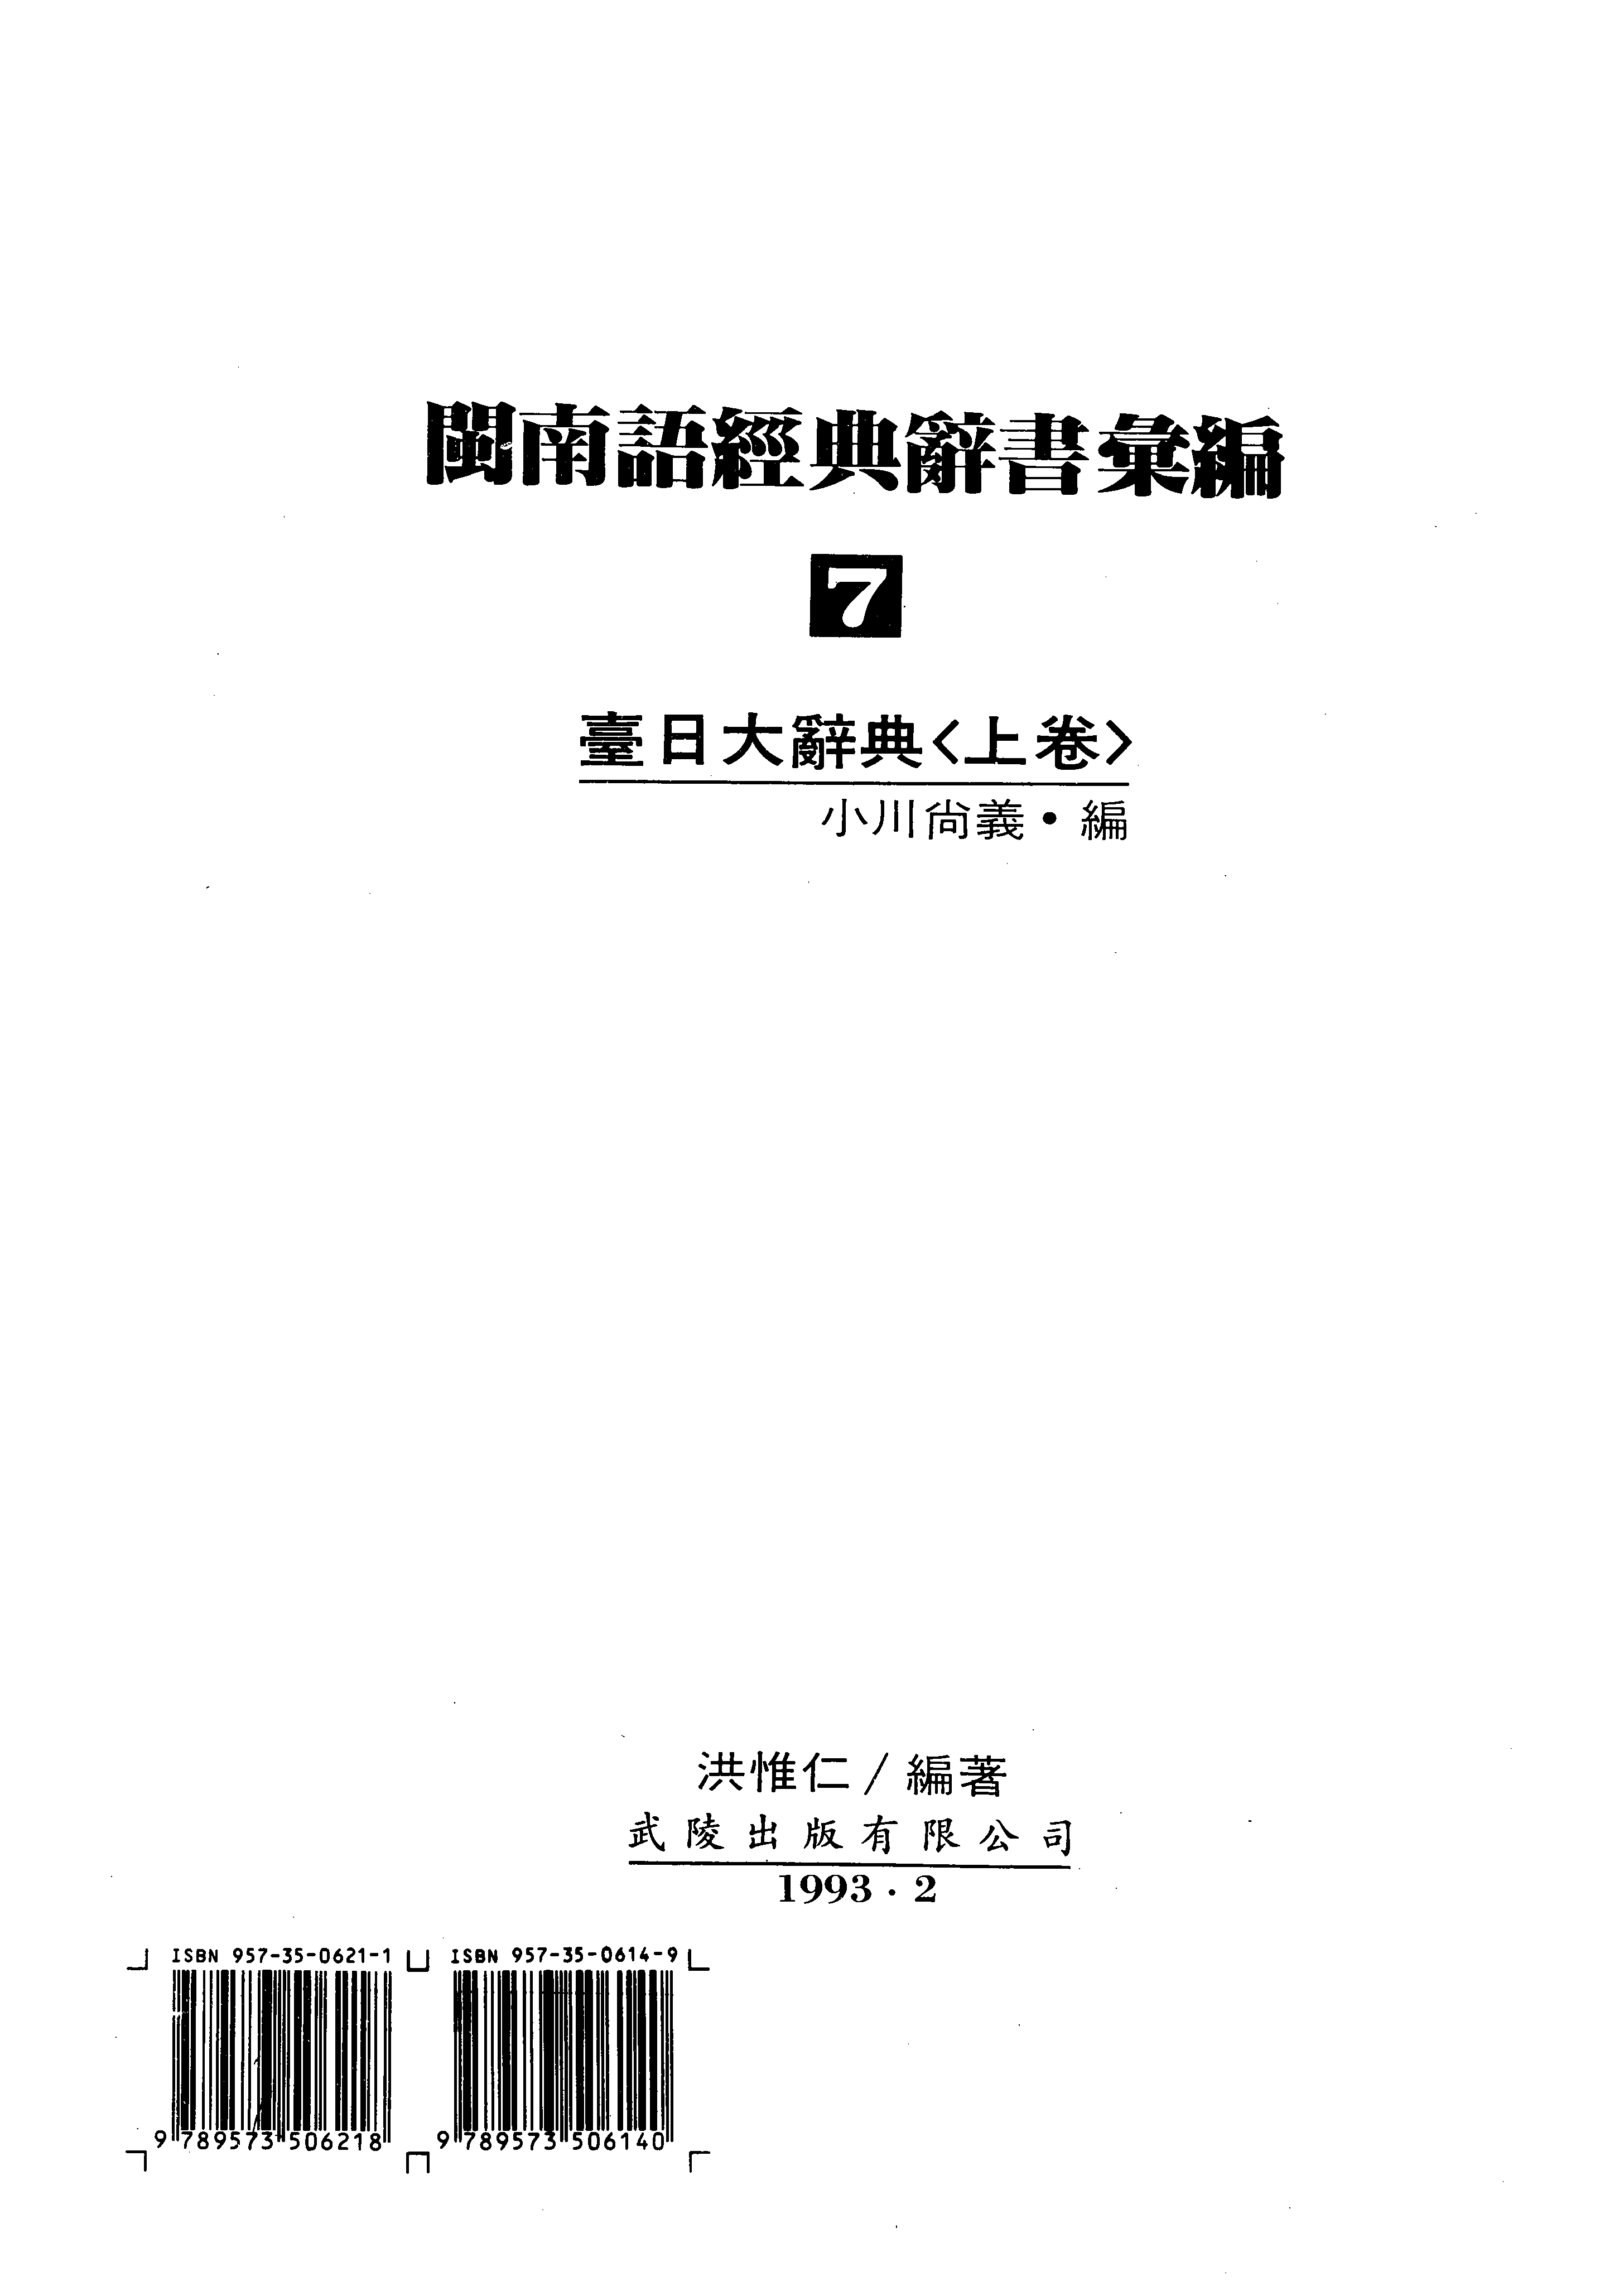 閩南語經典辭書彙編
7
臺日大辭典〈上卷〉
小川尚義・編
洪惟仁/編著
武陵出版有限公司
1993・2
ISBN 957-35-0621-1
ISBN 957-35-0614-9
9 789573 506218
9 789573 506140